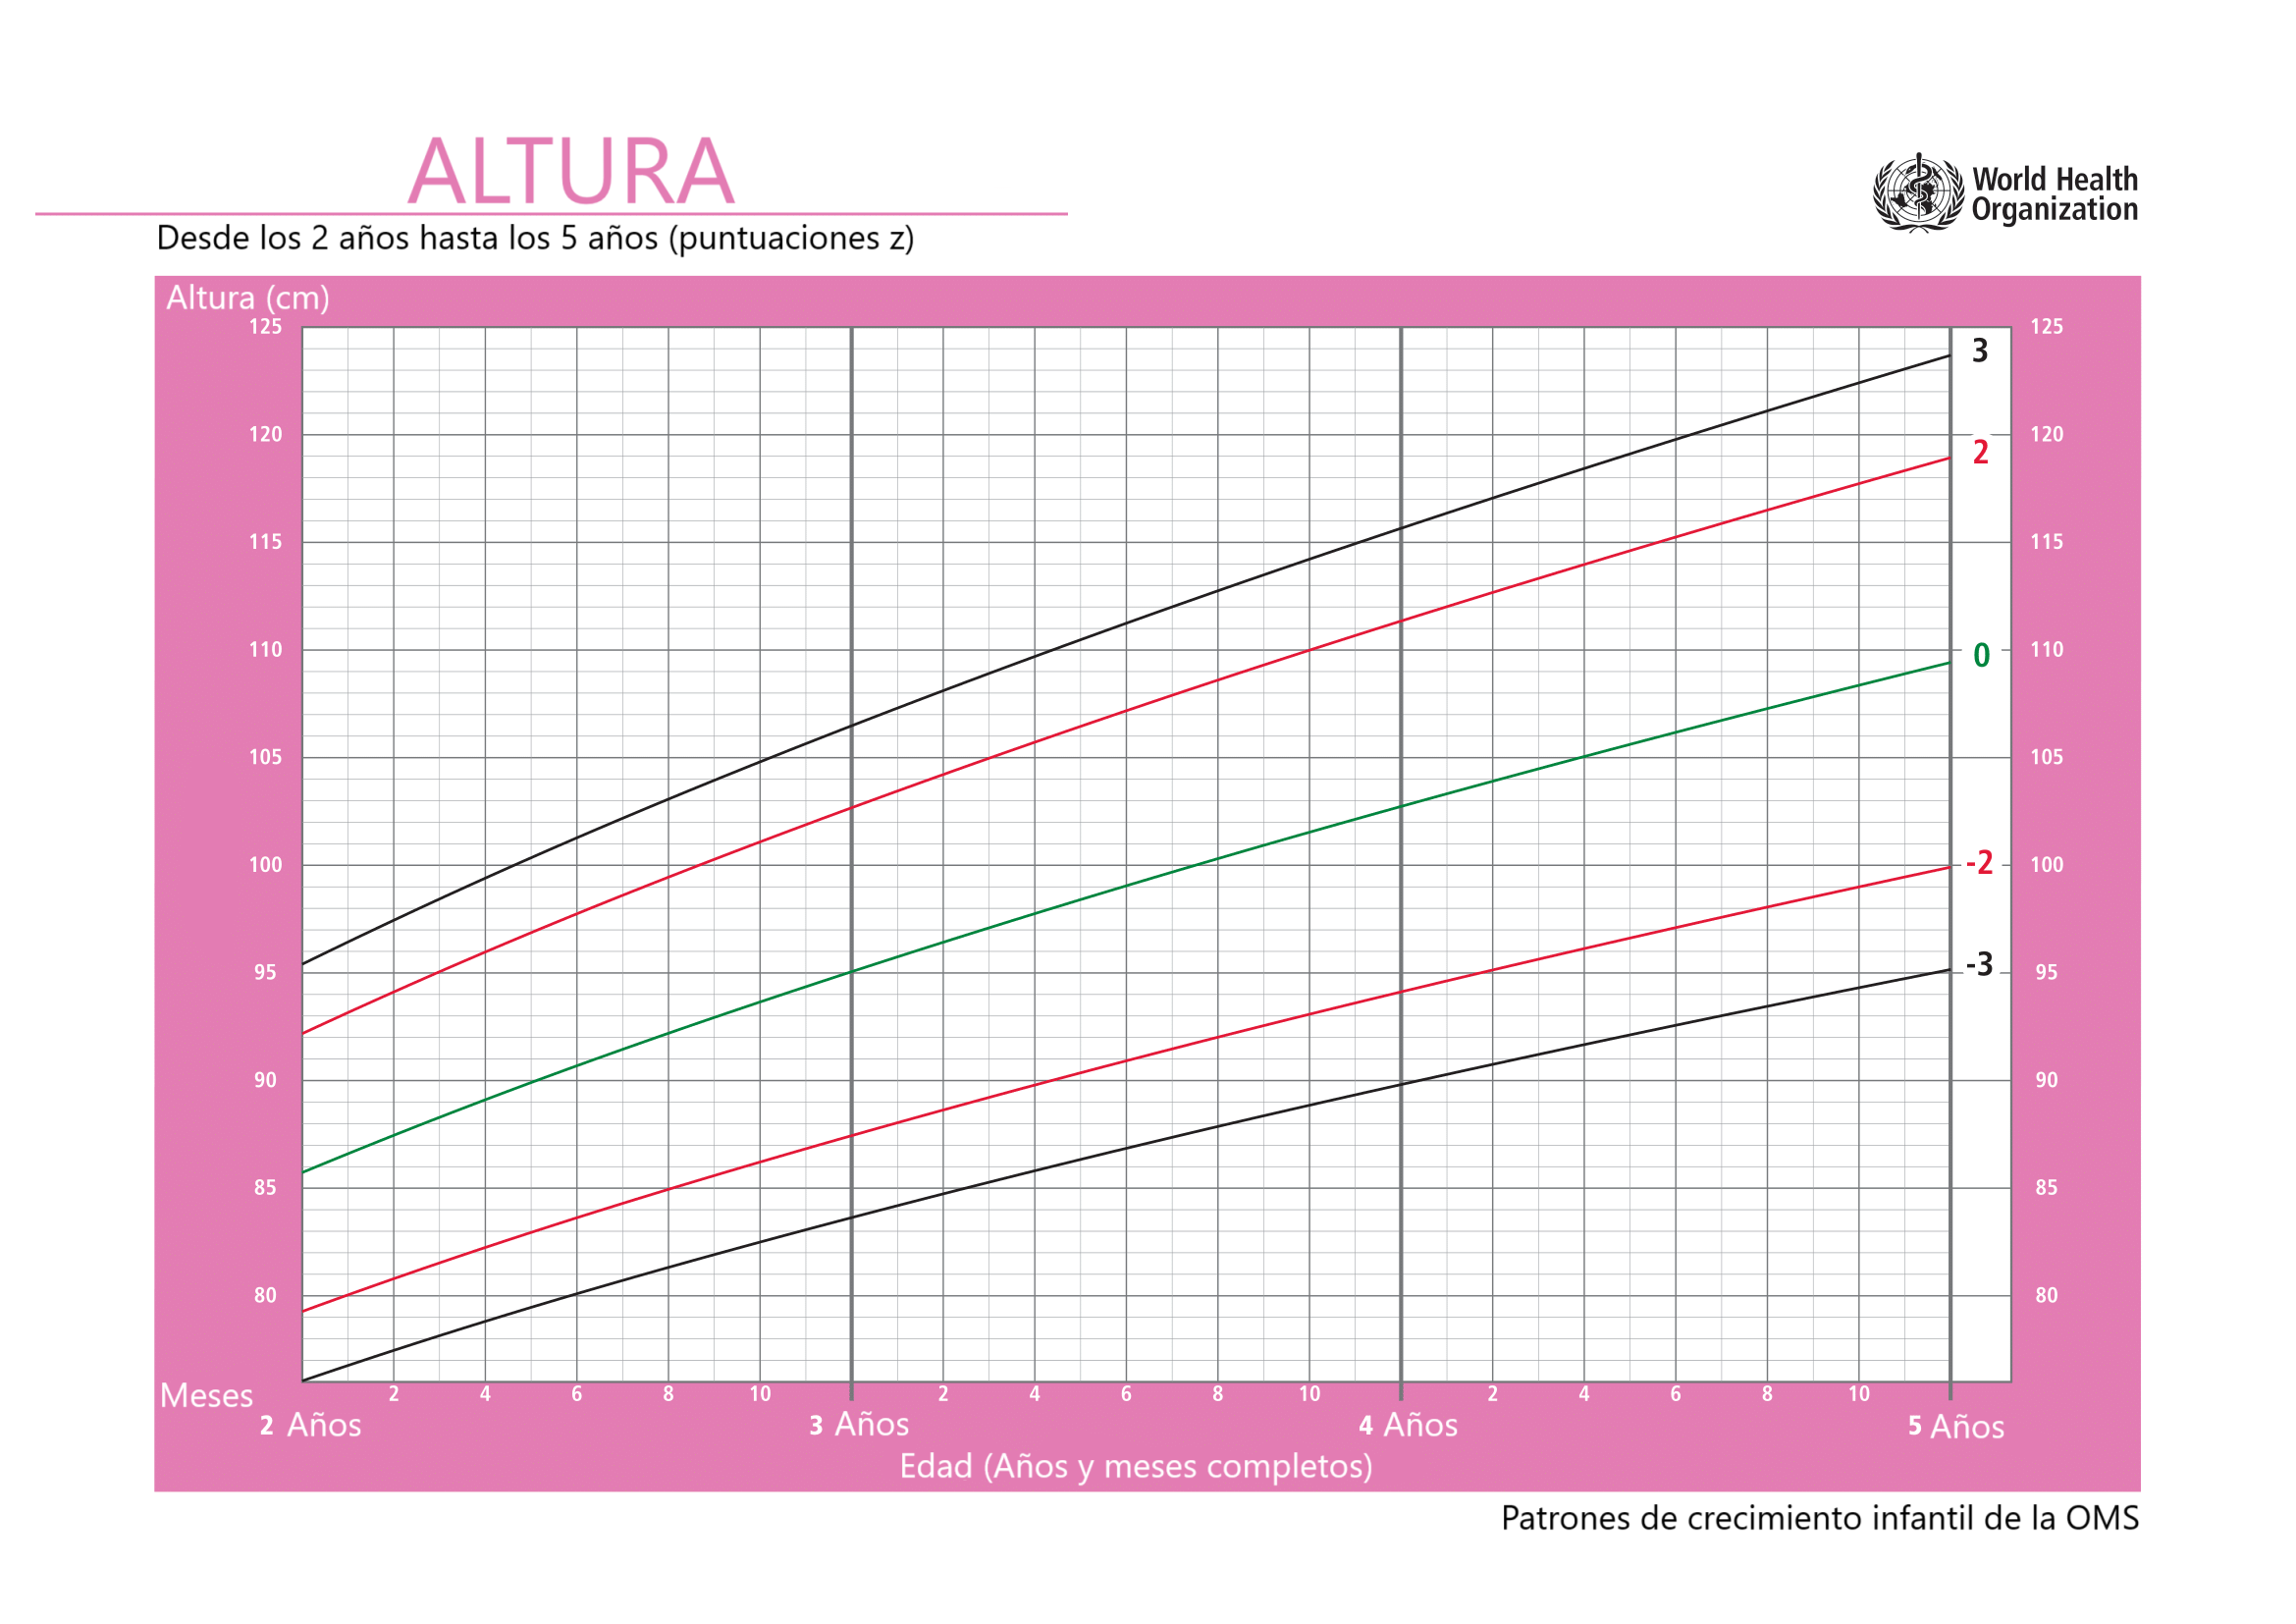 ALTURA
World Health
Organization
Desde los 2 años hasta los 5 años (puntuaciones z)
Altura (cm)
125 125
3
120 120
2
115 115
110 110
0
105 105
100 -2 100
95 -3 95
90 90
85 85
80 80
Meses 2 4 6 8 10 2 4 6 8 10 2 4 6 8 10
2 Años 3 Años 4 Años 5 Años
Edad (Años y meses completos)
Patrones de crecimiento infantil de la OMS